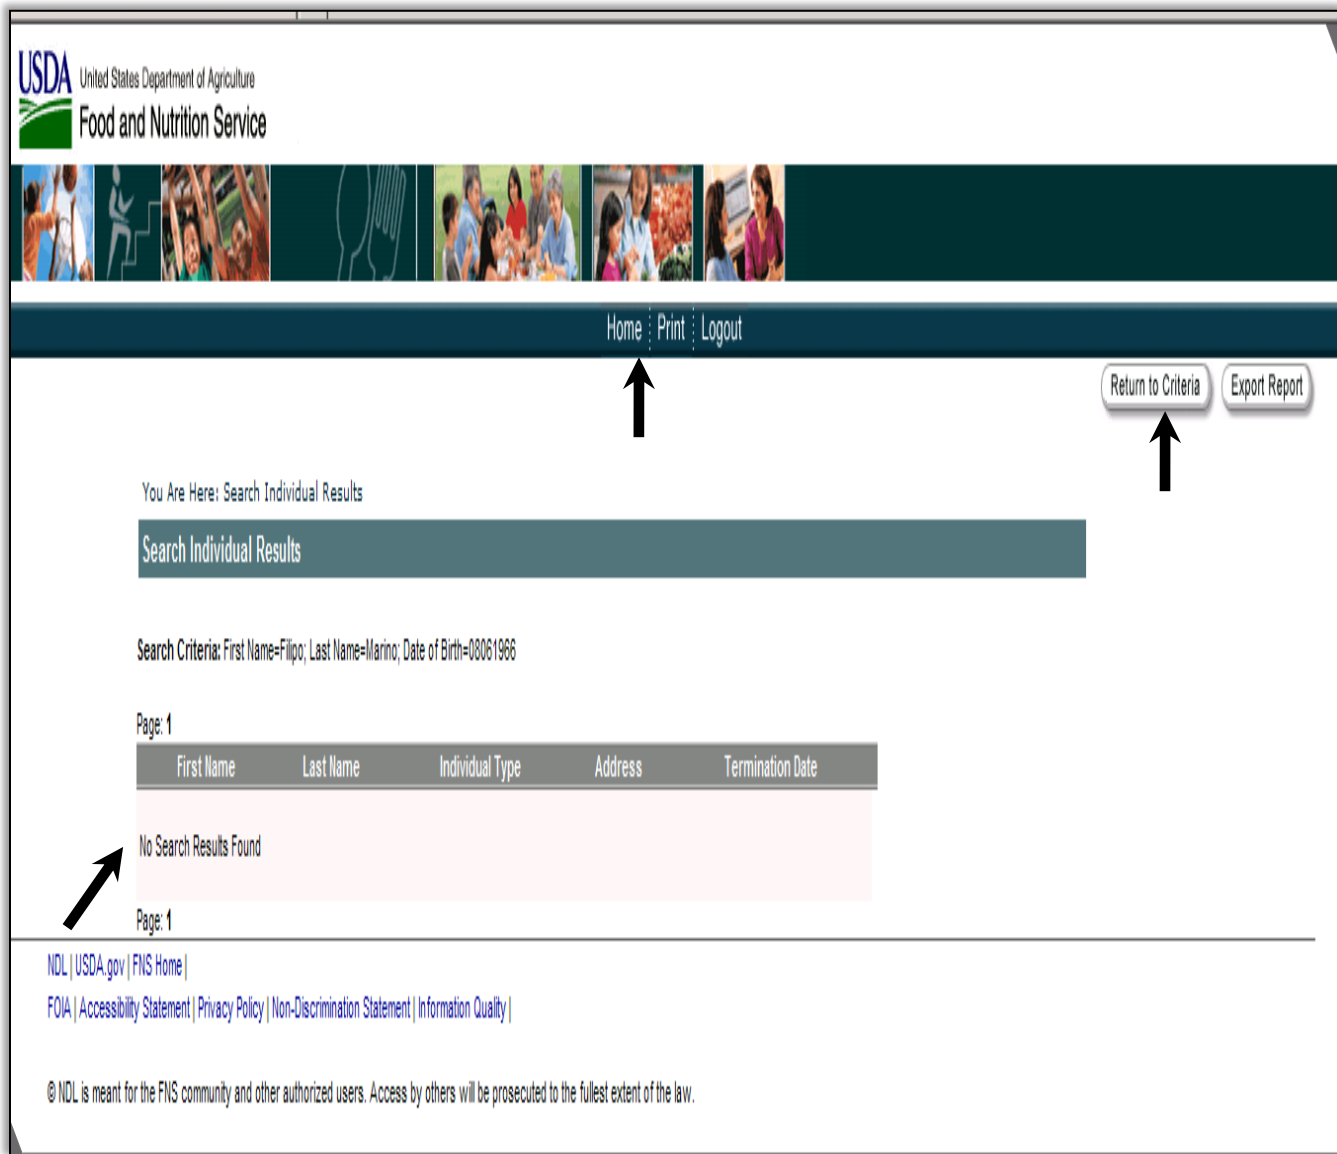 USDA United States Department of Agriculture
Food and Nutrition Service
Home Print Logout
Return to Criteria Export Report
You Are Here: Search Individual Results
Search Individual Results
Search Criteria: First Name=Filipo; Last Name=Marino; Date of Birth=08061966
Page: 1
First Name Last Name Individual Type Address Termination Date
No Search Results Found
Page: 1
NDL | USDA.gov | FNS Home |
FOIA | Accessibility Statement | Privacy Policy | Non-Discrimination Statement | Information Quality |
© NDL is meant for the FNS community and other authorized users. Access by others will be prosecuted to the fullest extent of the law.